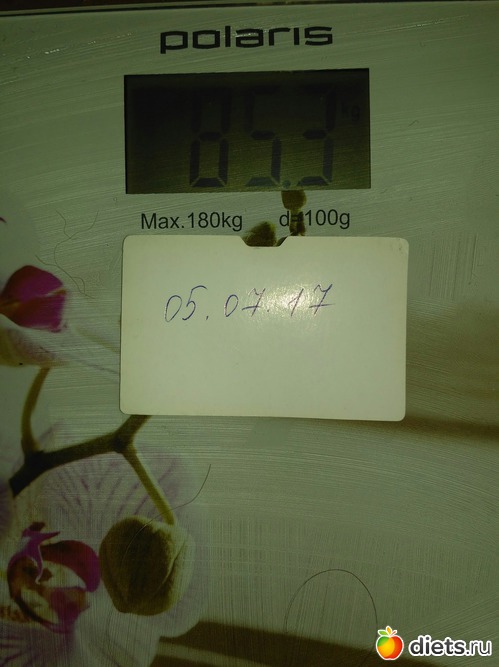 polaris
85.3 kg
Max.180kg d=100g
05.07.17
diets.ru